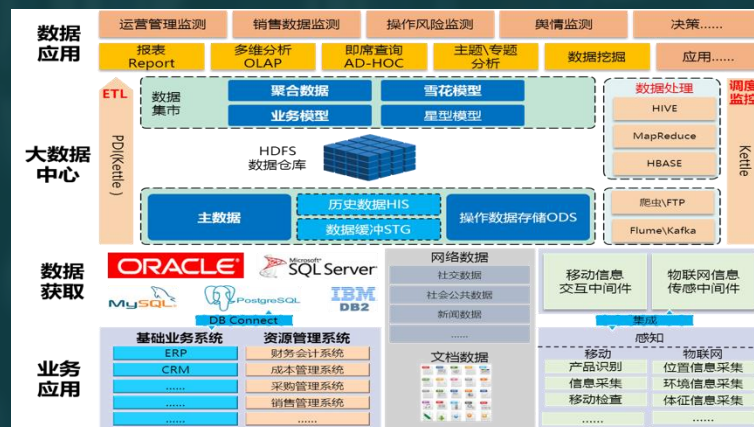 数据
应用
运营管理监测
销售数据监测
操作风险监测
舆情监测
决策……
报表
Report
多维分析
OLAP
即席查询
AD-HOC
主题\专题
分析
数据挖掘
应用……
大数据
中心
ETL
PDI(Kettle)
数据
集市
聚合数据
雪花模型
业务模型
星型模型
HDFS
数据仓库
主数据
历史数据HIS
数据缓冲STG
操作数据存储ODS
数据处理
HIVE
MapReduce
HBASE
爬虫\FTP
Flume\Kafka
调度
监控
Kettle
数据
获取
ORACLE
Microsoft
SQL Server
MySQL
PostgreSQL
IBM
DB2
DB Connect
网络数据
社交数据
社会公共数据
新闻数据
……
文档数据
移动信息
交互中间件
物联网信息
传感中间件
集成
感知
业务
应用
基础业务系统
ERP
CRM
……
……
……
资源管理系统
财务会计系统
成本管理系统
采购管理系统
销售管理系统
……
移动
产品识别
信息采集
移动检查
……
物联网
位置信息采集
环境信息采集
体征信息采集
……